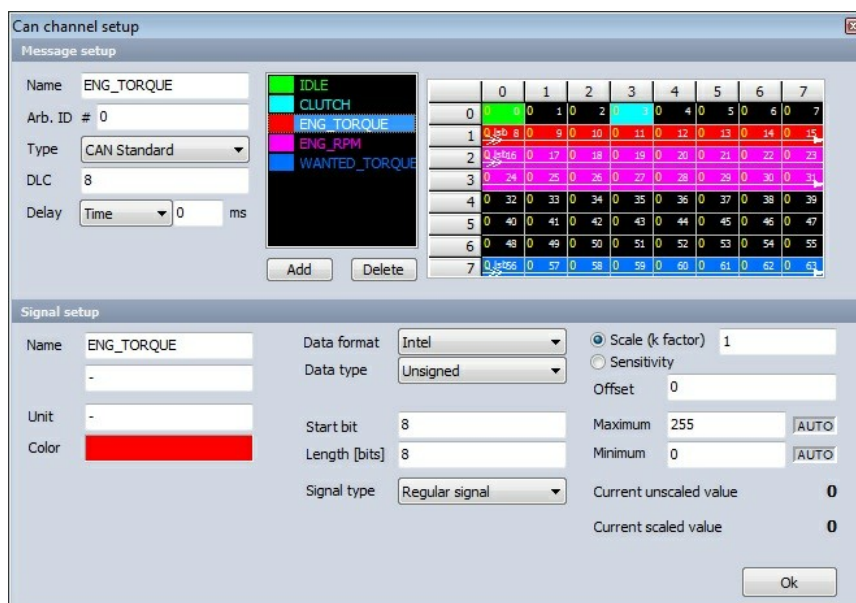 Can channel setup
Message setup
Name ENG_TORQUE
Arb. ID # 0
Type CAN Standard
DLC 8
Delay Time 0 ms
IDLE
CLUTCH
ENG_TORQUE
ENG_RPM
WANTED_TORQUE
Add Delete
0 1 2 3 4 5 6 7
0 0 0 0 1 0 2 0 3 0 4 0 5 0 6 0 7
1 0 lsb 8 0 9 0 10 0 11 0 12 0 13 0 14 0 15
2 0 lsb16 0 17 0 18 0 19 0 20 0 21 0 22 0 23
3 0 24 0 25 0 26 0 27 0 28 0 29 0 30 0 31
4 0 32 0 33 0 34 0 35 0 36 0 37 0 38 0 39
5 0 40 0 41 0 42 0 43 0 44 0 45 0 46 0 47
6 0 48 0 49 0 50 0 51 0 52 0 53 0 54 0 55
7 0 lsb56 0 57 0 58 0 59 0 60 0 61 0 62 0 63
Signal setup
Name ENG_TORQUE
-
Unit -
Color
Data format Intel
Data type Unsigned
Start bit 8
Length [bits] 8
Signal type Regular signal
Scale (k factor) 1
Sensitivity
Offset 0
Maximum 255 AUTO
Minimum 0 AUTO
Current unscaled value 0
Current scaled value 0
Ok